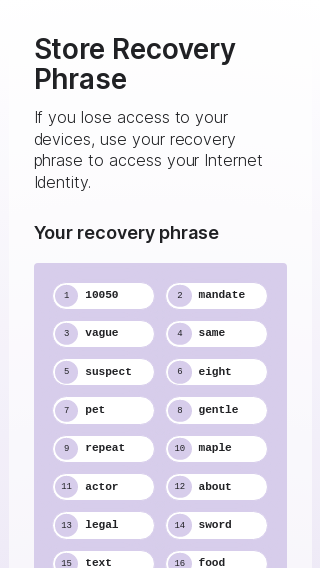 Store Recovery
Phrase
If you lose access to your
devices, use your recovery
phrase to access your Internet
Identity.
Your recovery phrase
1 10050 2 mandate
3 vague 4 same
5 suspect 6 eight
7 pet 8 gentle
9 repeat 10 maple
11 actor 12 about
13 legal 14 sword
15 text 16 food